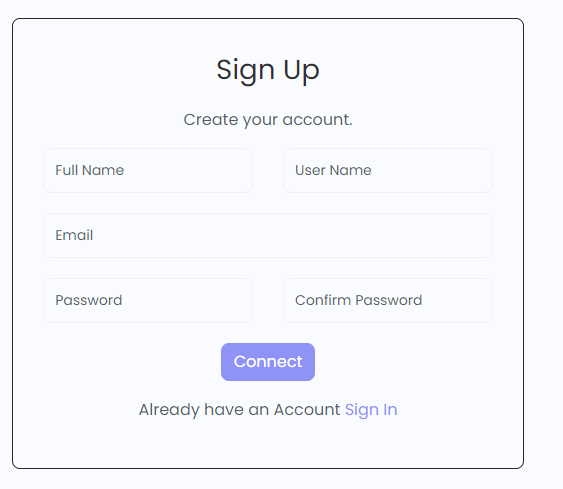 Sign Up
Create your account.
Full Name User Name
Email
Password Confirm Password
Connect
Already have an Account Sign In